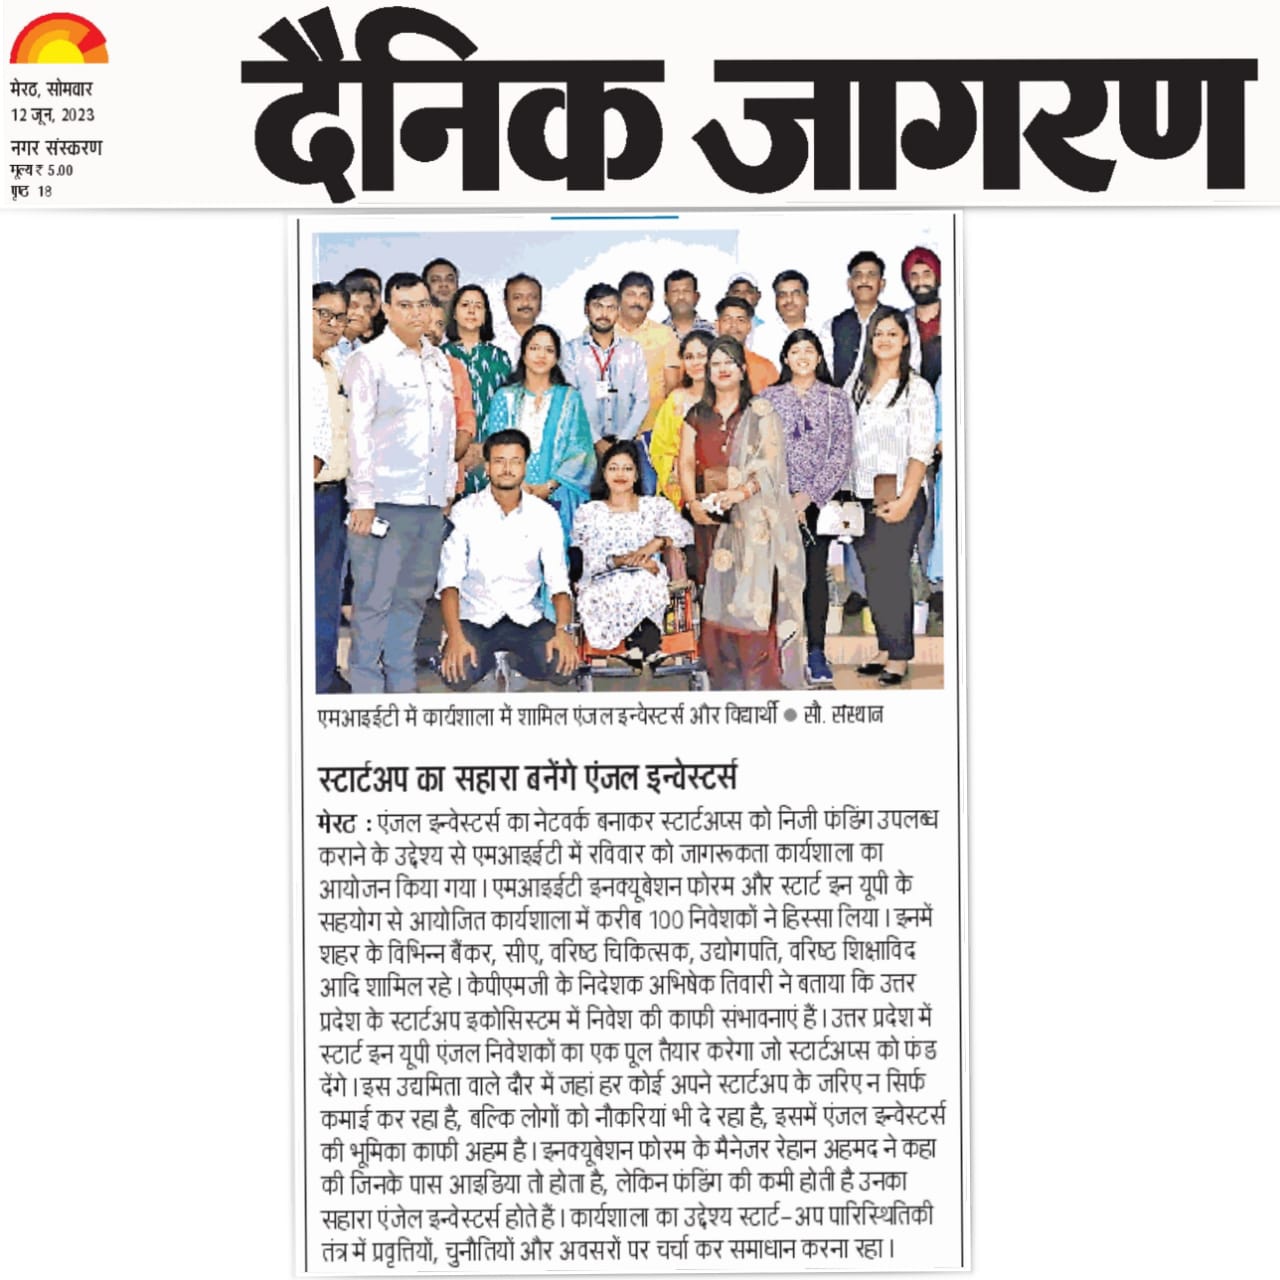 मेरठ, सोमवार
12 जून, 2023
नगर संस्करण
मूल्य ₹ 5.00
पृष्ठ 18
दैनिक जागरण
एमआइईटी में कार्यशाला में शामिल एंजल इन्वेस्टर्स और विद्यार्थी ● सौ. संस्थान
स्टार्टअप का सहारा बनेंगे एंजल इन्वेस्टर्स
मेरठ : एंजल इन्वेस्टर्स का नेटवर्क बनाकर स्टार्टअप्स को निजी फंडिंग उपलब्ध
कराने के उद्देश्य से एमआइईटी में रविवार को जागरूकता कार्यशाला का
आयोजन किया गया। एमआइईटी इनक्यूबेशन फोरम और स्टार्ट इन यूपी के
सहयोग से आयोजित कार्यशाला में करीब 100 निवेशकों ने हिस्सा लिया। इनमें
शहर के विभिन्न बैंकर, सीए, वरिष्ठ चिकित्सक, उद्योगपति, वरिष्ठ शिक्षाविद
आदि शामिल रहे। केपीएमजी के निदेशक अभिषेक तिवारी ने बताया कि उत्तर
प्रदेश के स्टार्टअप इकोसिस्टम में निवेश की काफी संभावनाएं हैं। उत्तर प्रदेश में
स्टार्ट इन यूपी एंजल निवेशकों का एक पूल तैयार करेगा जो स्टार्टअप्स को फंड
देंगे। इस उद्यमिता वाले दौर में जहां हर कोई अपने स्टार्टअप के जरिए न सिर्फ
कमाई कर रहा है, बल्कि लोगों को नौकरियां भी दे रहा है, इसमें एंजल इन्वेस्टर्स
की भूमिका काफी अहम है। इनक्यूबेशन फोरम के मैनेजर रेहान अहमद ने कहा
की जिनके पास आइडिया तो होता है, लेकिन फंडिंग की कमी होती है उनका
सहारा एंजेल इन्वेस्टर्स होते हैं। कार्यशाला का उद्देश्य स्टार्ट-अप पारिस्थितिकी
तंत्र में प्रवृत्तियों, चुनौतियों और अवसरों पर चर्चा कर समाधान करना रहा।